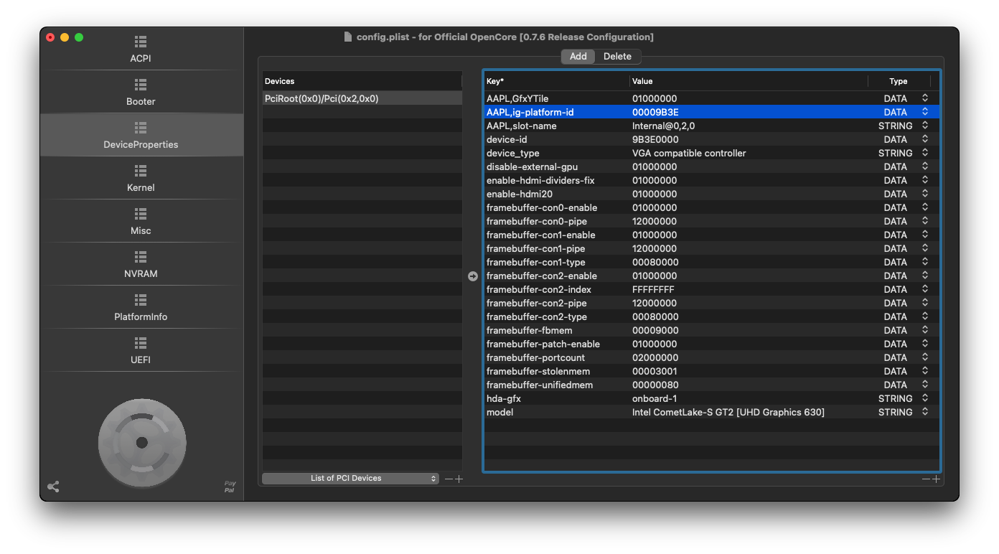 config.plist - for Official OpenCore [0.7.6 Release Configuration]
ACPI
Booter
DeviceProperties
Kernel
Misc
NVRAM
PlatformInfo
UEFI
Pay
Pal
Add Delete
Devices
PciRoot(0x0)/Pci(0x2,0x0)
List of PCI Devices
Key* Value Type
AAPL,GfxYTile 01000000 DATA
AAPL,ig-platform-id 00009B3E DATA
AAPL,slot-name Internal@0,2,0 STRING
device-id 9B3E0000 DATA
device_type VGA compatible controller STRING
disable-external-gpu 01000000 DATA
enable-hdmi-dividers-fix 01000000 DATA
enable-hdmi20 01000000 DATA
framebuffer-con0-enable 01000000 DATA
framebuffer-con0-pipe 12000000 DATA
framebuffer-con1-enable 01000000 DATA
framebuffer-con1-pipe 12000000 DATA
framebuffer-con1-type 00080000 DATA
framebuffer-con2-enable 01000000 DATA
framebuffer-con2-index FFFFFFFF DATA
framebuffer-con2-pipe 12000000 DATA
framebuffer-con2-type 00080000 DATA
framebuffer-fbmem 00009000 DATA
framebuffer-patch-enable 01000000 DATA
framebuffer-portcount 02000000 DATA
framebuffer-stolenmem 00003001 DATA
framebuffer-unifiedmem 00000080 DATA
hda-gfx onboard-1 STRING
model Intel CometLake-S GT2 [UHD Graphics 630] STRING